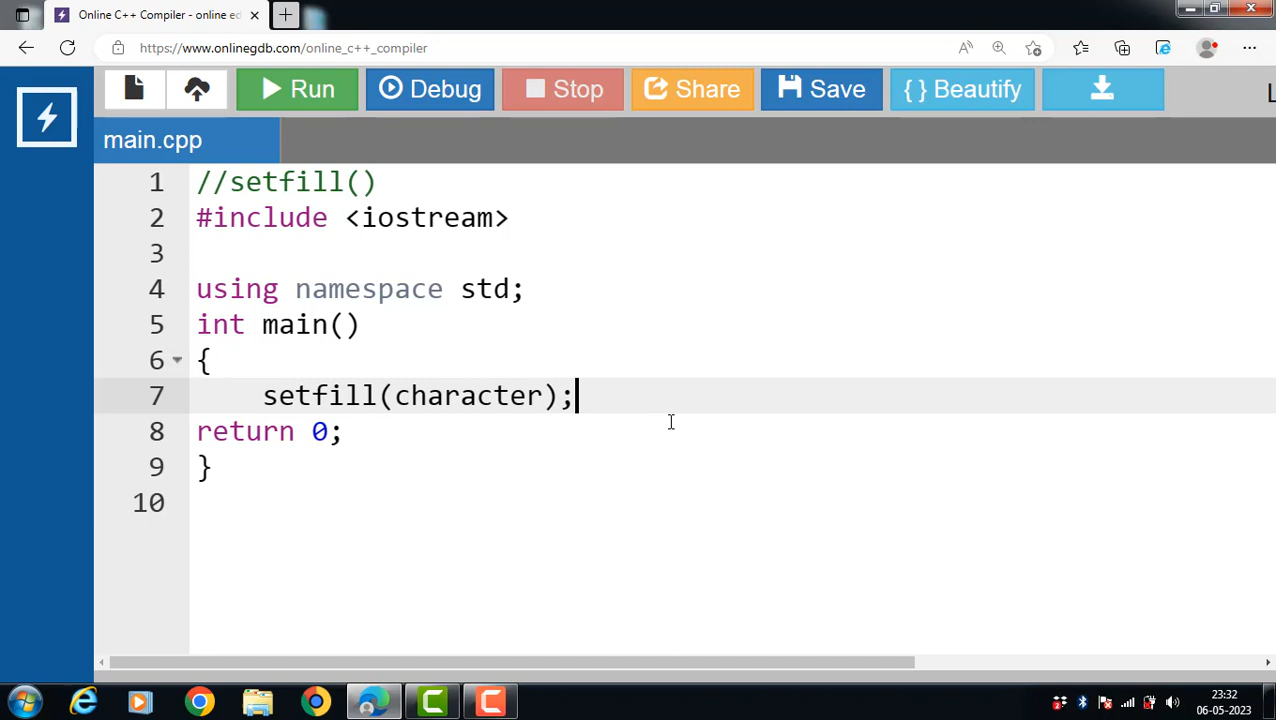 Online C++ Compiler - online ed
https://www.onlinegdb.com/online_c++_compiler
Run
Debug
Stop
Share
Save
{ } Beautify
L
main.cpp
1 //setfill()
2 #include <iostream>
3
4 using namespace std;
5 int main()
6 {
7 setfill(character);
8 return 0;
9 }
10
23:32
06-05-2023